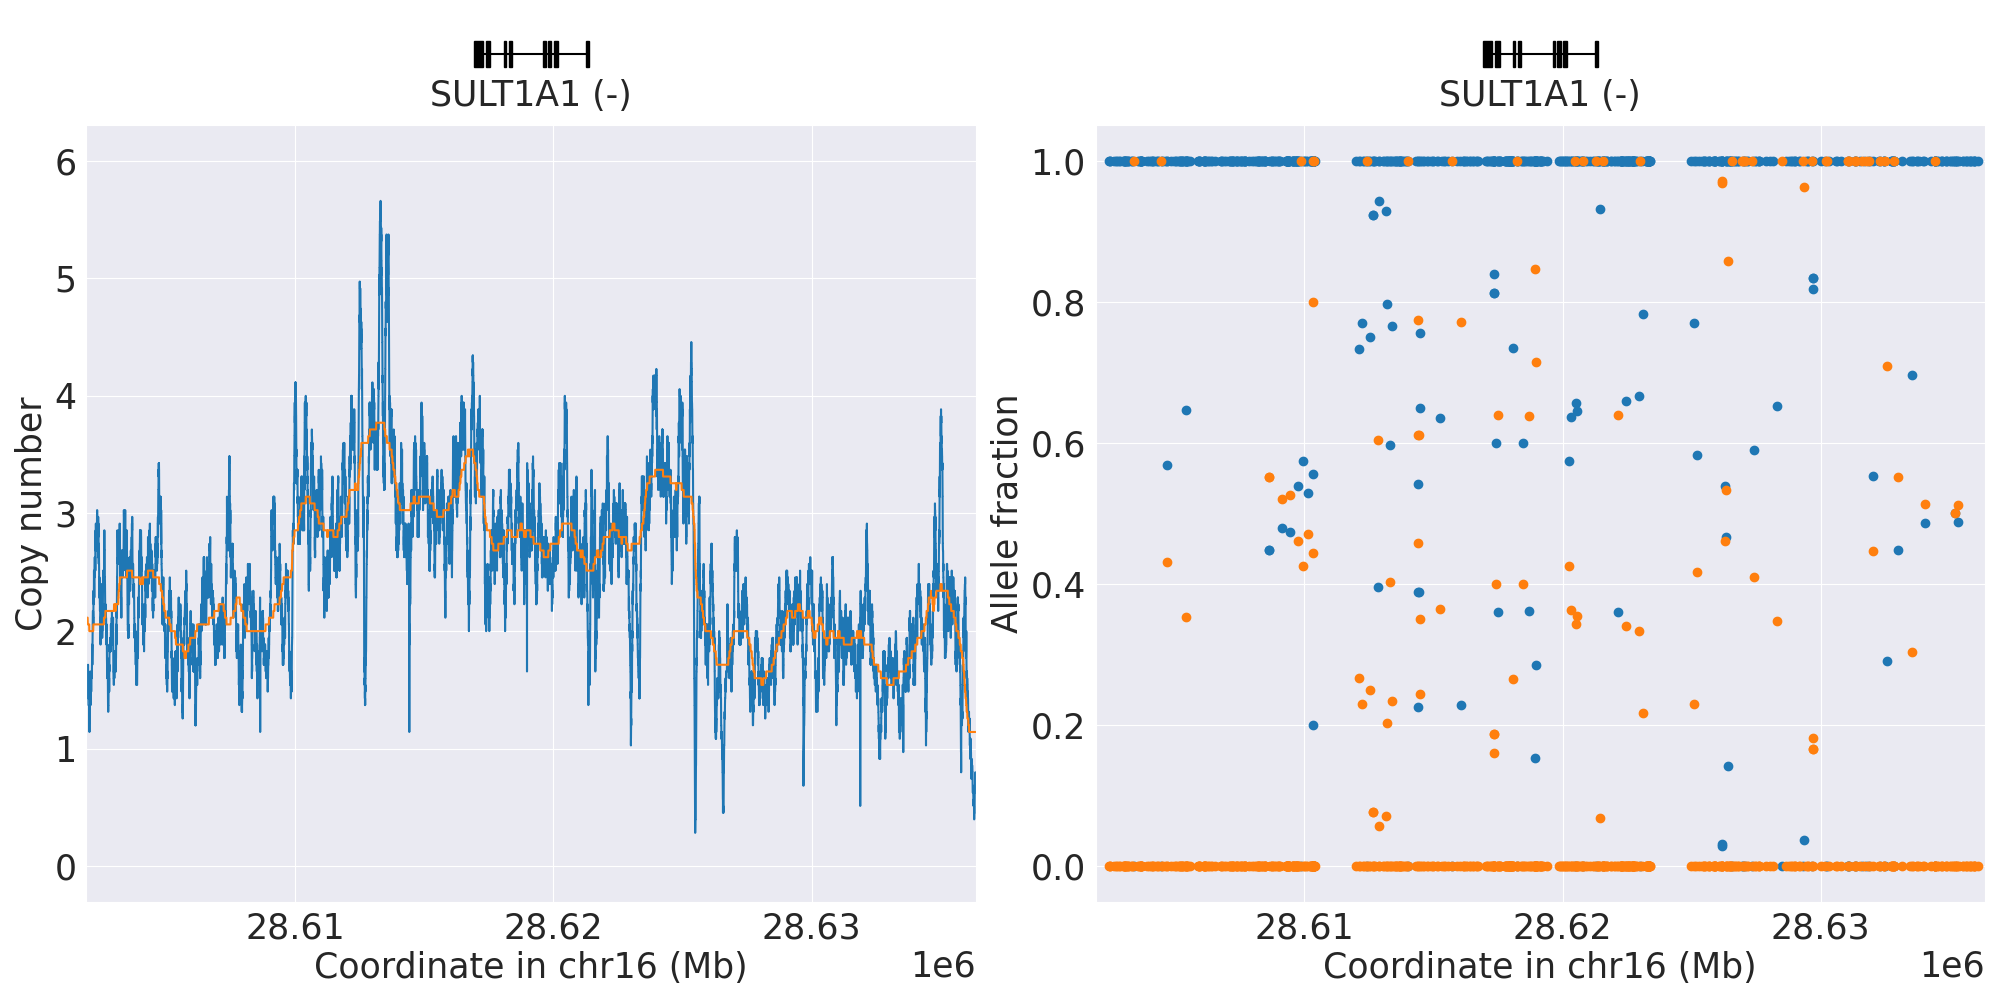 SULT1A1 (-)
6
5
4
3
2
1
0
Copy number
28.61
28.62
28.63
Coordinate in chr16 (Mb)
1e6
SULT1A1 (-)
1.0
0.8
0.6
0.4
0.2
0.0
Allele fraction
28.61
28.62
28.63
Coordinate in chr16 (Mb)
1e6